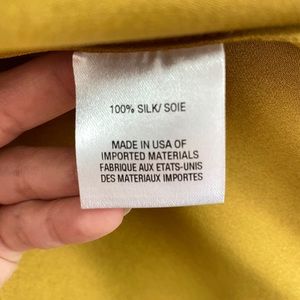 100% SILK/ SOIE
MADE IN USA OF
IMPORTED MATERIALS
FABRIQUE AUX ETATS-UNIS
DES MATERIAUX IMPORTES